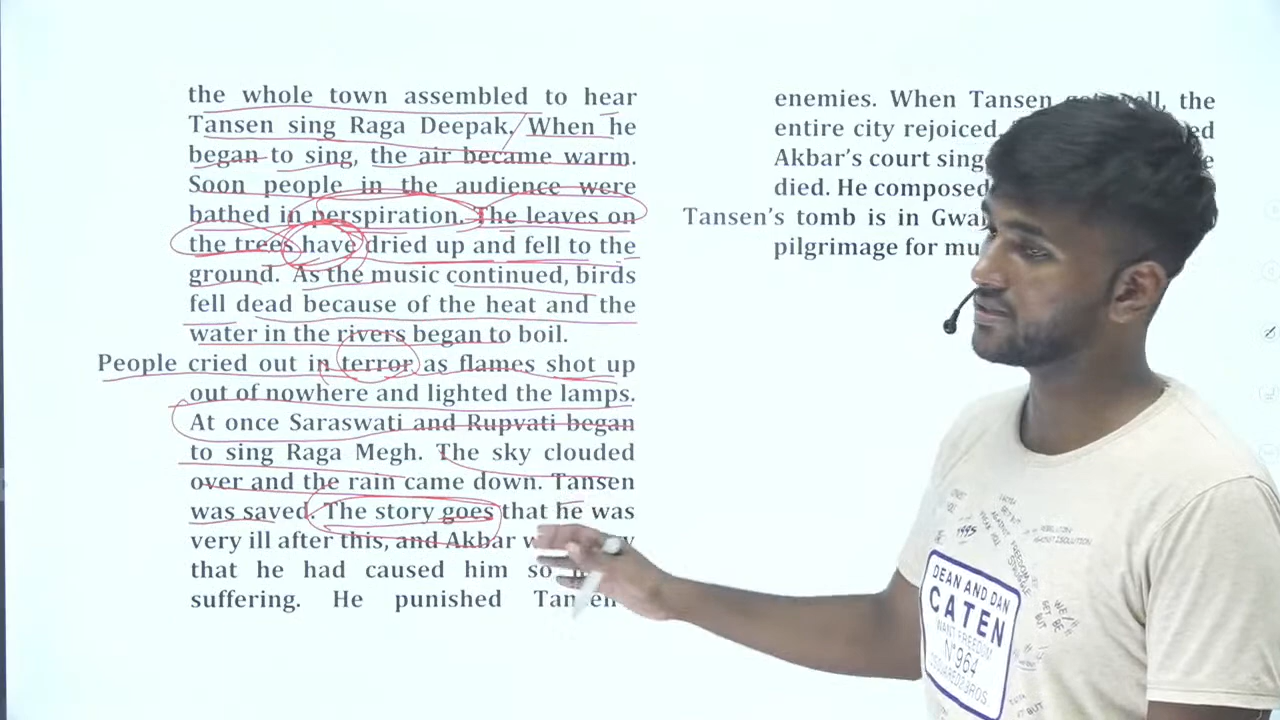 the whole town assembled to hear
Tansen sing Raga Deepak. When he
began to sing, the air became warm.
Soon people in the audience were
bathed in perspiration. The leaves on
the trees have dried up and fell to the
ground. As the music continued, birds
fell dead because of the heat and the
water in the rivers began to boil.
People cried out in terror as flames shot up
out of nowhere and lighted the lamps.
At once Saraswati and Rupvati began
to sing Raga Megh. The sky clouded
over and the rain came down. Tansen
was saved. The story goes that he was
very ill after this, and Akbar
that he had caused him so
suffering. He punished
enemies. When Tansen the
entire city rejoiced.
Akbar's court
died. He composed
Tansen's tomb is in
pilgrimage for
DEAN AND DAN
CATEN
WANT FREEDOM
N°964
1995